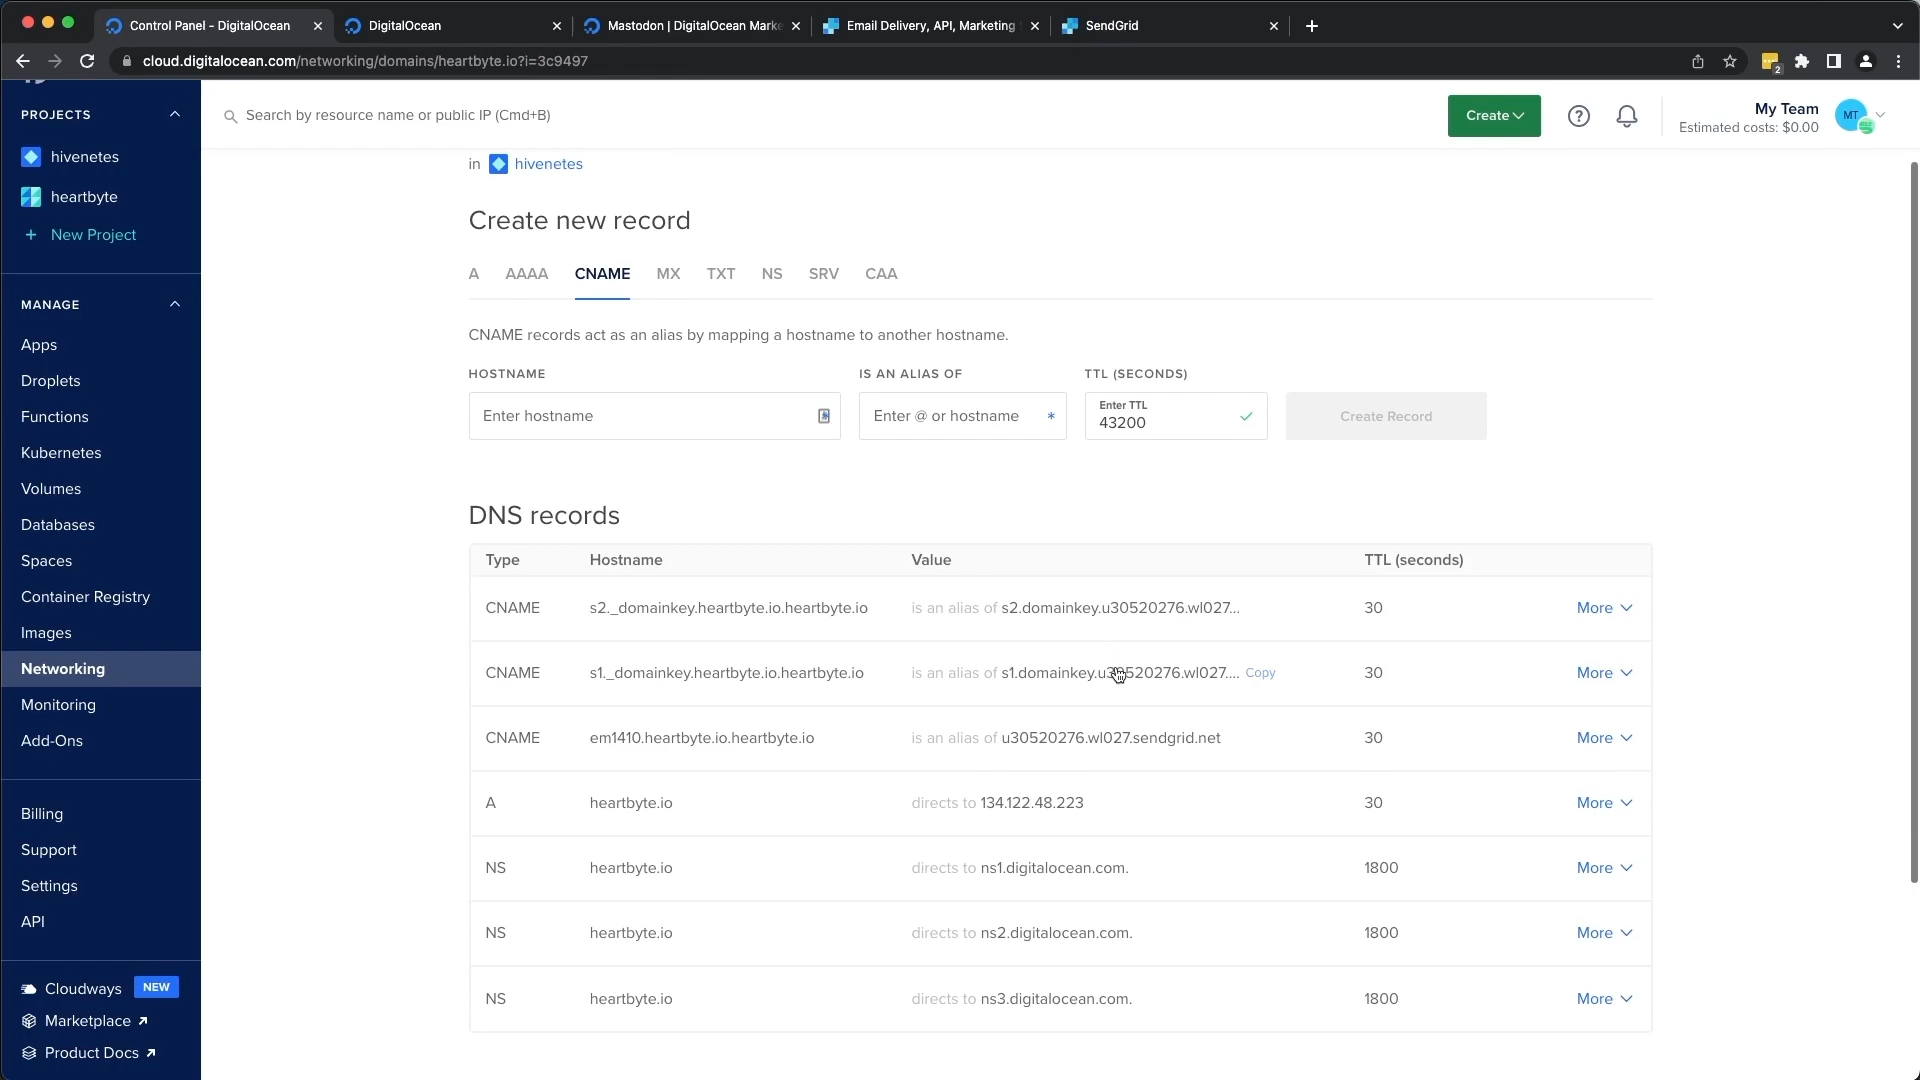 Control Panel - DigitalOcean
DigitalOcean
Mastodon | DigitalOcean Marke
Email Delivery, API, Marketing
SendGrid
cloud.digitalocean.com/networking/domains/heartbyte.io?i=3c9497
2
PROJECTS
hivenetes
heartbyte
+ New Project
MANAGE
Apps
Droplets
Functions
Kubernetes
Volumes
Databases
Spaces
Container Registry
Images
Networking
Monitoring
Add-Ons
Billing
Support
Settings
API
Cloudways NEW
Marketplace
Product Docs
Search by resource name or public IP (Cmd+B)
Create
?
My Team
Estimated costs: $0.00
MT
in hivenetes
Create new record
A AAAA CNAME MX TXT NS SRV CAA
CNAME records act as an alias by mapping a hostname to another hostname.
HOSTNAME IS AN ALIAS OF TTL (SECONDS)
Enter hostname Enter @ or hostname * Enter TTL
43200
Create Record
DNS records
Type Hostname Value TTL (seconds)
CNAME s2._domainkey.heartbyte.io.heartbyte.io is an alias of s2.domainkey.u30520276.wl027... 30 More
CNAME s1._domainkey.heartbyte.io.heartbyte.io is an alias of s1.domainkey.u30520276.wl027.... Copy 30 More
CNAME em1410.heartbyte.io.heartbyte.io is an alias of u30520276.wl027.sendgrid.net 30 More
A heartbyte.io directs to 134.122.48.223 30 More
NS heartbyte.io directs to ns1.digitalocean.com. 1800 More
NS heartbyte.io directs to ns2.digitalocean.com. 1800 More
NS heartbyte.io directs to ns3.digitalocean.com. 1800 More